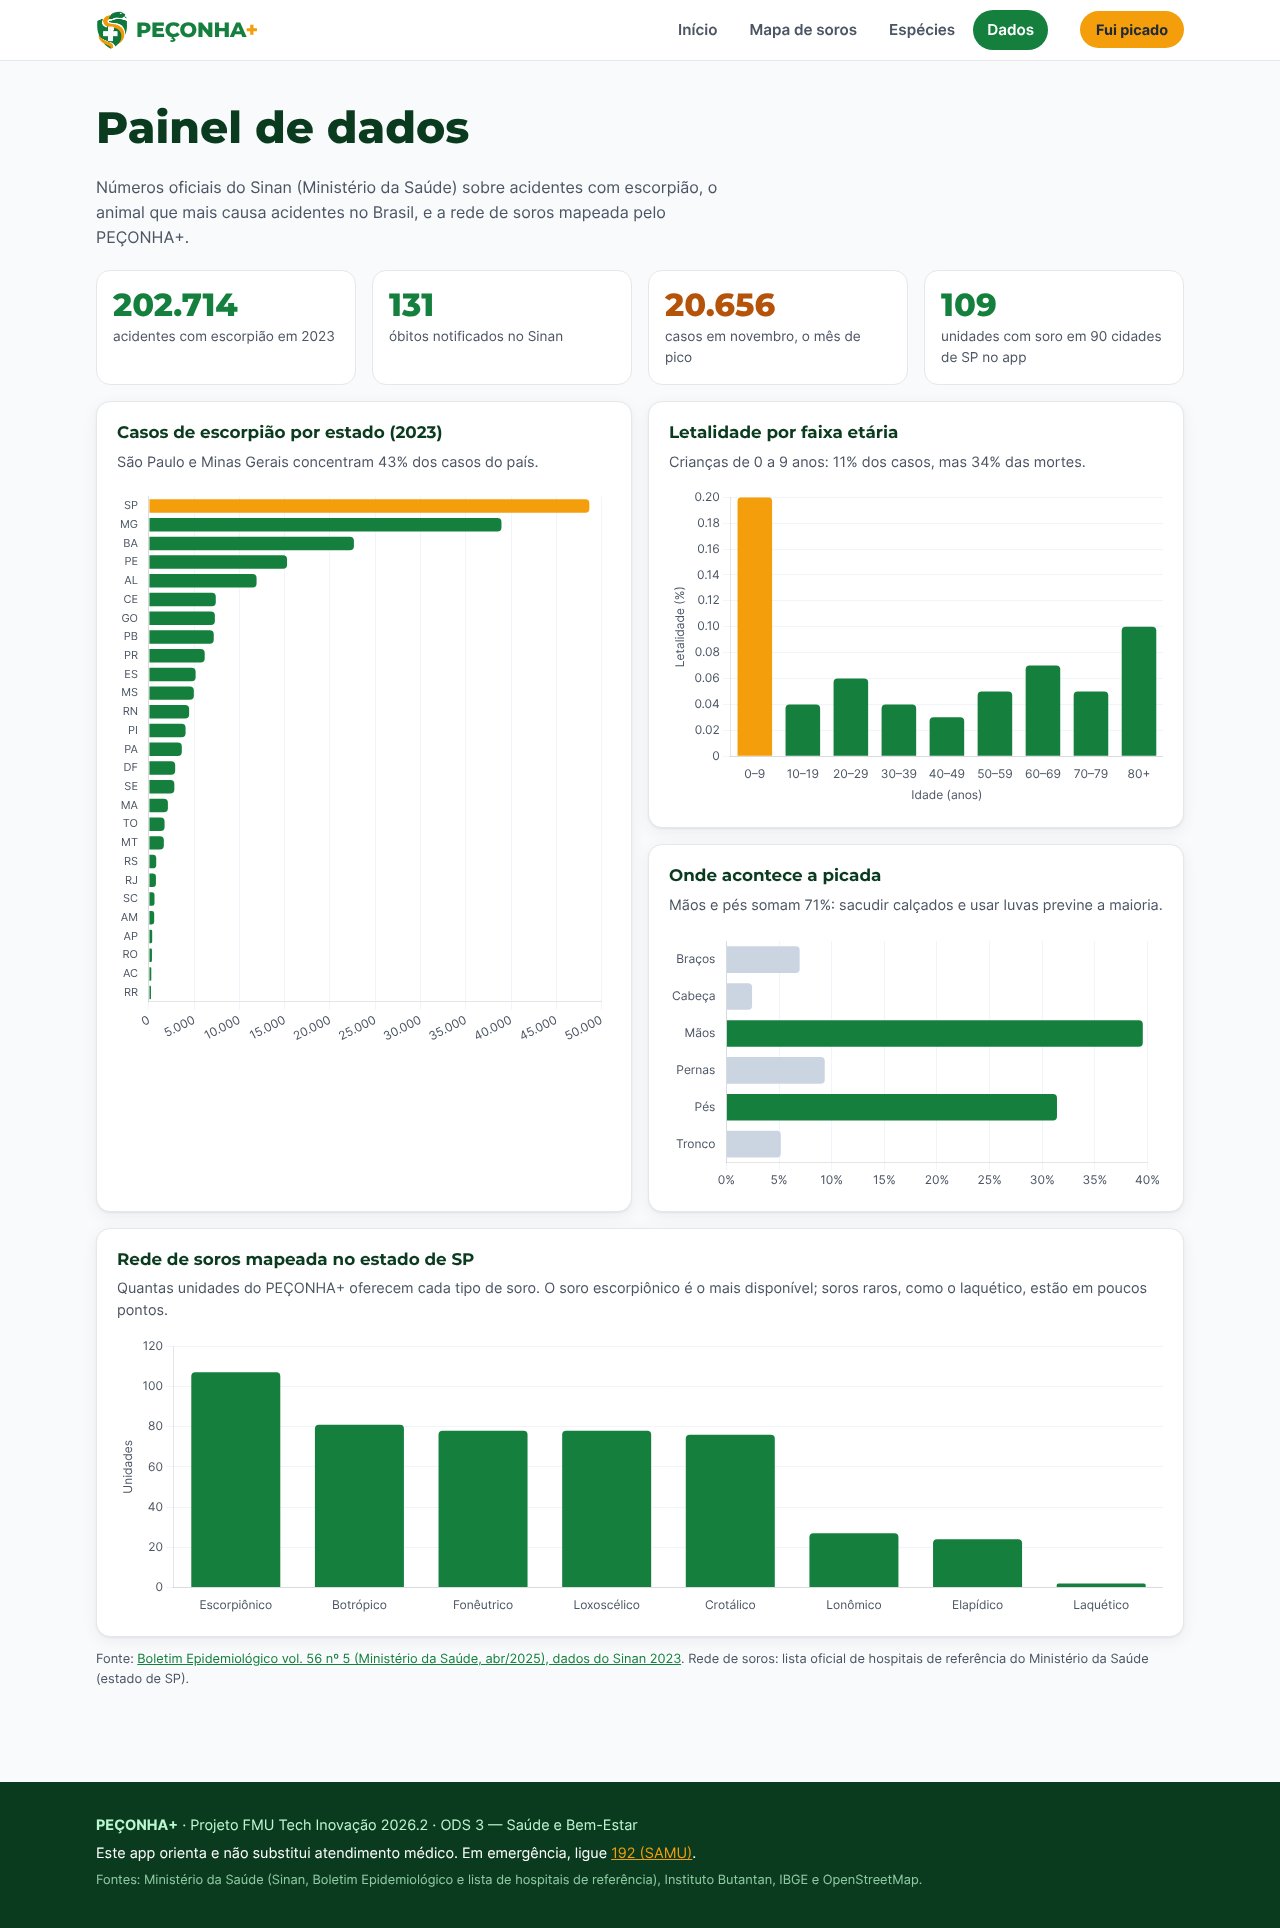 PEÇONHA+
Início
Mapa de soros
Espécies
Dados
Fui picado
Painel de dados
Números oficiais do Sinan (Ministério da Saúde) sobre acidentes com escorpião, o
animal que mais causa acidentes no Brasil, e a rede de soros mapeada pelo
PEÇONHA+.
202.714
acidentes com escorpião em 2023
131
óbitos notificados no Sinan
20.656
casos em novembro, o mês de
pico
109
unidades com soro em 90 cidades
de SP no app
Casos de escorpião por estado (2023)
São Paulo e Minas Gerais concentram 43% dos casos do país.
SP
MG
BA
PE
AL
CE
GO
PB
PR
ES
MS
RN
PI
PA
DF
SE
MA
TO
MT
RS
RJ
SC
AM
AP
RO
AC
RR
0 5.000 10.000 15.000 20.000 25.000 30.000 35.000 40.000 45.000 50.000
Letalidade por faixa etária
Crianças de 0 a 9 anos: 11% dos casos, mas 34% das mortes.
Letalidade (%)
0.20
0.18
0.16
0.14
0.12
0.10
0.08
0.06
0.04
0.02
0
0–9 10–19 20–29 30–39 40–49 50–59 60–69 70–79 80+
Idade (anos)
Onde acontece a picada
Mãos e pés somam 71%: sacudir calçados e usar luvas previne a maioria.
Braços
Cabeça
Mãos
Pernas
Pés
Tronco
0% 5% 10% 15% 20% 25% 30% 35% 40%
Rede de soros mapeada no estado de SP
Quantas unidades do PEÇONHA+ oferecem cada tipo de soro. O soro escorpiônico é o mais disponível; soros raros, como o laquético, estão em poucos
pontos.
Unidades
120
100
80
60
40
20
0
Escorpiônico Botrópico Fonêutrico Loxoscélico Crotálico Lonômico Elapídico Laquético
Fonte: Boletim Epidemiológico vol. 56 nº 5 (Ministério da Saúde, abr/2025), dados do Sinan 2023. Rede de soros: lista oficial de hospitais de referência do Ministério da Saúde
(estado de SP).
PEÇONHA+ · Projeto FMU Tech Inovação 2026.2 · ODS 3 — Saúde e Bem-Estar
Este app orienta e não substitui atendimento médico. Em emergência, ligue 192 (SAMU).
Fontes: Ministério da Saúde (Sinan, Boletim Epidemiológico e lista de hospitais de referência), Instituto Butantan, IBGE e OpenStreetMap.